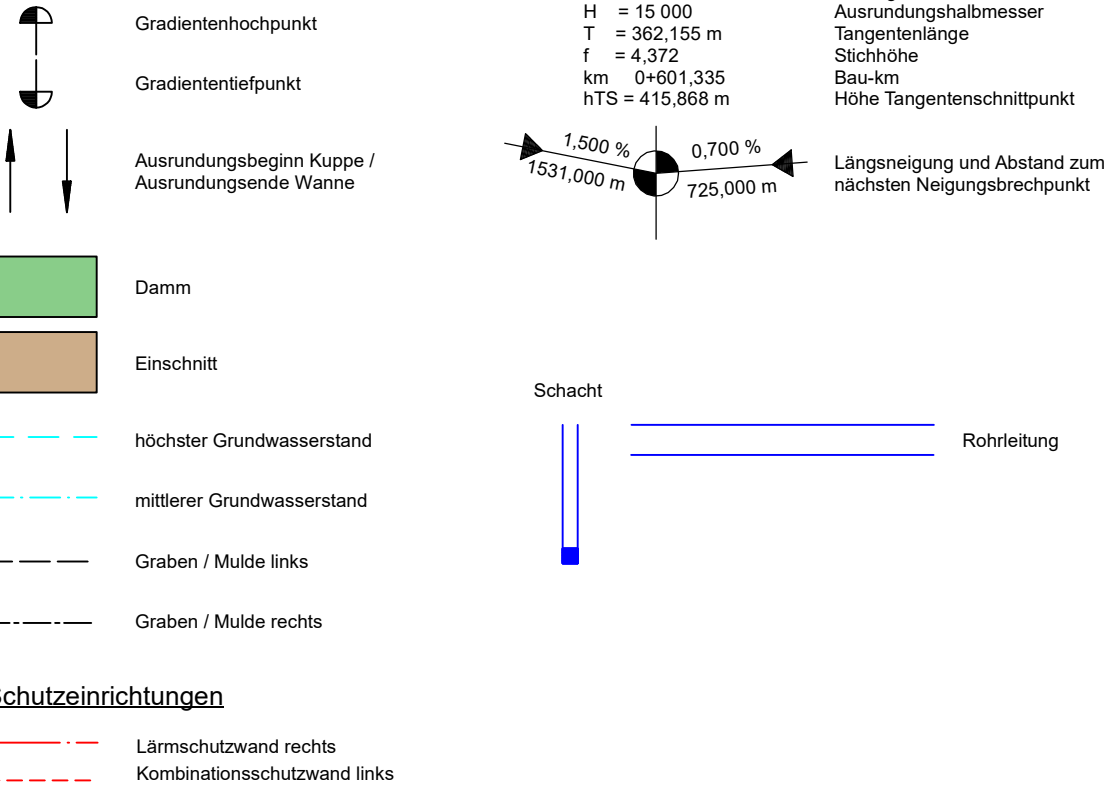 Gradientenhochpunkt
Gradiententiefpunkt
Ausrundungsbeginn Kuppe /
Ausrundungsende Wanne
Damm
Einschnitt
höchster Grundwasserstand
mittlerer Grundwasserstand
Graben / Mulde links
Graben / Mulde rechts
Schutzeinrichtungen
Lärmschutzwand rechts
Kombinationsschutzwand links
H = 15 000 Ausrundungshalbmesser
T = 362,155 m Tangentenlänge
f = 4,372 Stichhöhe
km 0+601,335 Bau-km
hTS = 415,868 m Höhe Tangentenschnittpunkt
1,500 %
1531,000 m
0,700 %
725,000 m
Längsneigung und Abstand zum
nächsten Neigungsbrechpunkt
Schacht
Rohrleitung